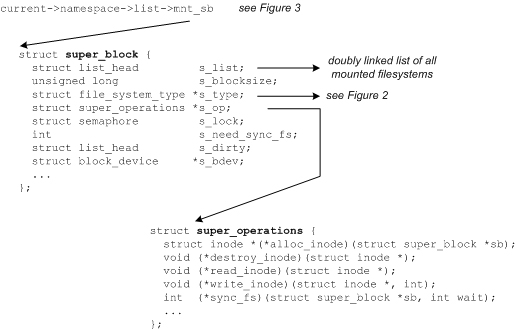 current->namespace->list->mnt_sb see Figure 3
struct super_block {
struct list_head s_list; doubly linked list of all mounted filesystems
unsigned long s_blocksize;
struct file_system_type *s_type; see Figure 2
struct super_operations *s_op;
struct semaphore s_lock;
int s_need_sync_fs;
struct list_head s_dirty;
struct block_device *s_bdev;
...
};
struct super_operations {
struct inode *(*alloc_inode)(struct super_block *sb);
void (*destroy_inode)(struct inode *);
void (*read_inode)(struct inode *);
void (*write_inode)(struct inode *, int);
int (*sync_fs)(struct super_block *sb, int wait);
...
};